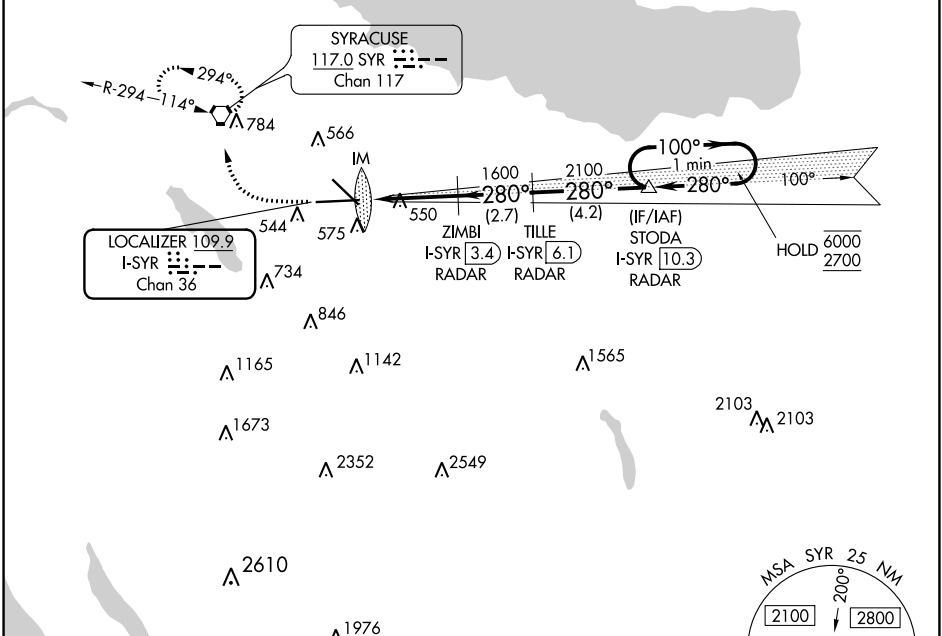 SYRACUSE
117.0 SYR
Chan 117
294°
R-294
114°
784
566
IM
1600
2100
100°
1 min
280°
280°
280°
100°
550
(2.7)
(4.2)
544
575
ZIMBI
I-SYR 3.4
RADAR
TILLE
I-SYR 6.1
RADAR
(IF/IAF)
STODA
I-SYR 10.3
RADAR
HOLD 6000
2700
LOCALIZER 109.9
I-SYR
Chan 36
734
846
1165
1142
1565
1673
2103
2103
2352
2549
2610
1976
MSA SYR 25 NM
200°
2100
2800